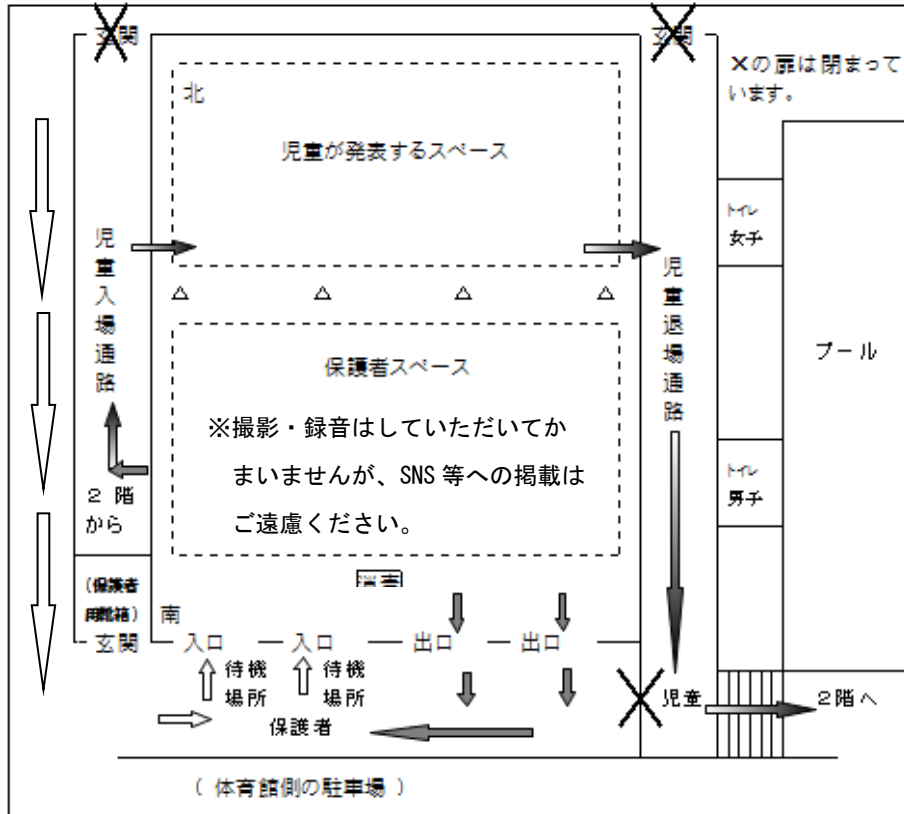 玄関
玄関
×の扉は閉まって
います。
北
児童が発表するスペース
トイレ
女子
児童入場通路
児童退場通路
プール
保護者スペース
※撮影・録音はしていただいてか
まいませんが、SNS等への掲載は
ご遠慮ください。
トイレ
男子
2階
から
(保護者
用靴箱)
南
玄関
入口
入口
出口
出口
待機
場所
待機
場所
児童
2階へ
保護者
( 体育館側の駐車場 )